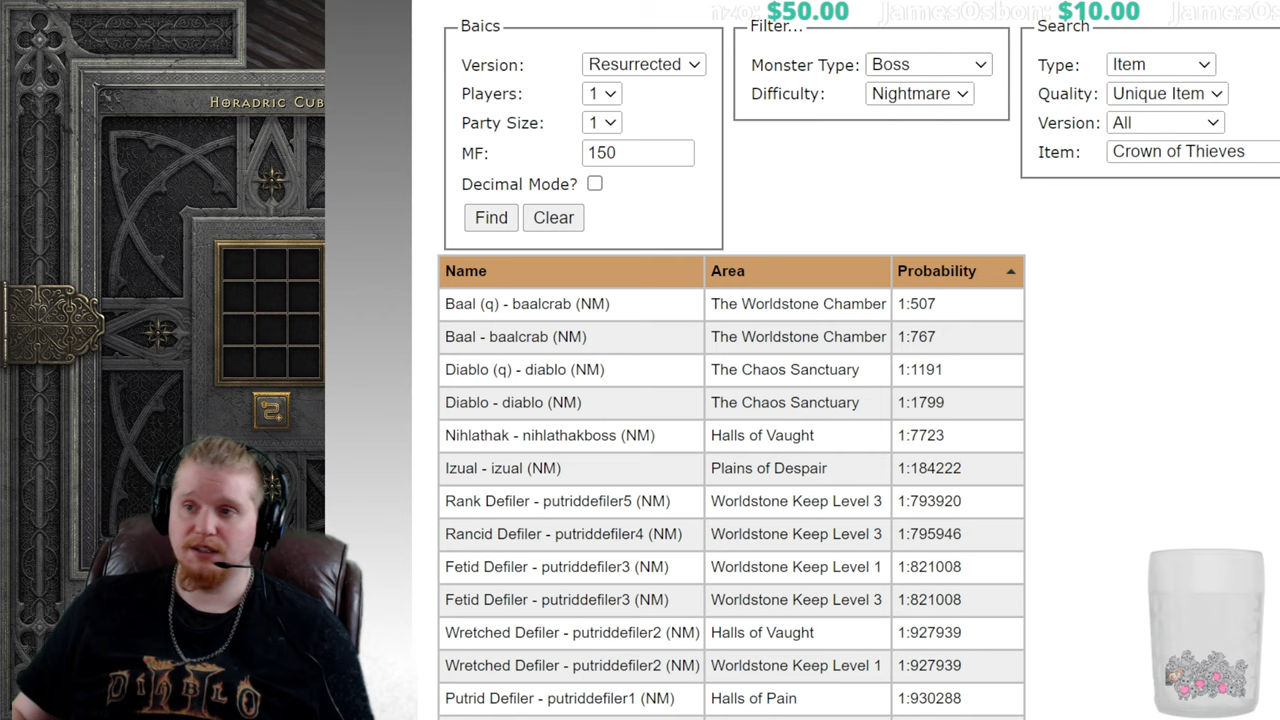 nzo: $50.00 JamesOsbon: $10.00 JamesOs
HORADRIC CUB
Baics
Version: Resurrected
Players: 1
Party Size: 1
MF: 150
Decimal Mode?
Find Clear
Filter...
Monster Type: Boss
Difficulty: Nightmare
Search
Type: Item
Quality: Unique Item
Version: All
Item: Crown of Thieves
Name Area Probability
Baal (q) - baalcrab (NM) The Worldstone Chamber 1:507
Baal - baalcrab (NM) The Worldstone Chamber 1:767
Diablo (q) - diablo (NM) The Chaos Sanctuary 1:1191
Diablo - diablo (NM) The Chaos Sanctuary 1:1799
Nihlathak - nihlathakboss (NM) Halls of Vaught 1:7723
Izual - izual (NM) Plains of Despair 1:184222
Rank Defiler - putriddefiler5 (NM) Worldstone Keep Level 3 1:793920
Rancid Defiler - putriddefiler4 (NM) Worldstone Keep Level 3 1:795946
Fetid Defiler - putriddefiler3 (NM) Worldstone Keep Level 1 1:821008
Fetid Defiler - putriddefiler3 (NM) Worldstone Keep Level 3 1:821008
Wretched Defiler - putriddefiler2 (NM) Halls of Vaught 1:927939
Wretched Defiler - putriddefiler2 (NM) Worldstone Keep Level 1 1:927939
Putrid Defiler - putriddefiler1 (NM) Halls of Pain 1:930288
DIABLO
II